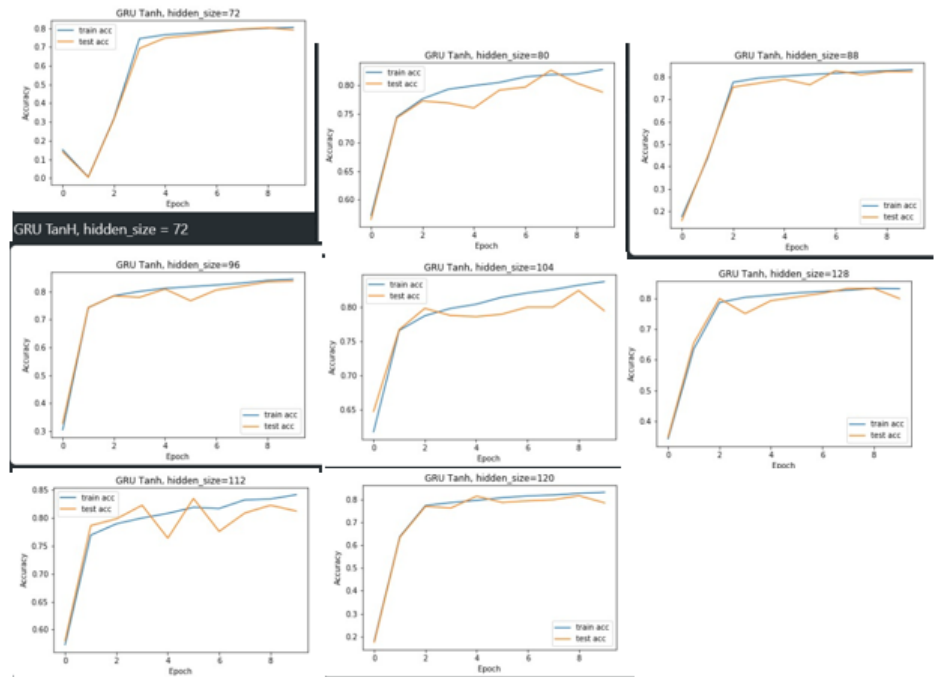 GRU Tanh, hidden_size=72
train acc
test acc
0.8
0.7
0.6
0.5
0.4
0.3
0.2
0.1
0.0
Accuracy
0 2 4 6 8
Epoch
GRU TanH, hidden_size = 72
GRU Tanh, hidden_size=80
train acc
test acc
0.80
0.75
0.70
0.65
0.60
Accuracy
0 2 4 6 8
Epoch
GRU Tanh, hidden_size=88
0.8
0.7
0.6
0.5
0.4
0.3
0.2
Accuracy
train acc
test acc
0 2 4 6 8
Epoch
GRU Tanh, hidden_size=96
0.8
0.7
0.6
0.5
0.4
0.3
Accuracy
train acc
test acc
0 2 4 6 8
Epoch
GRU Tanh, hidden_size=104
train acc
test acc
0.80
0.75
0.70
0.65
Accuracy
0 2 4 6 8
Epoch
GRU Tanh, hidden_size=128
0.8
0.7
0.6
0.5
0.4
Accuracy
train acc
test acc
0 2 4 6 8
Epoch
GRU Tanh, hidden_size=112
train acc
test acc
0.85
0.80
0.75
0.70
0.65
0.60
Accuracy
0 2 4 6 8
Epoch
GRU Tanh, hidden_size=120
0.8
0.7
0.6
0.5
0.4
0.3
0.2
Accuracy
train acc
test acc
0 2 4 6 8
Epoch